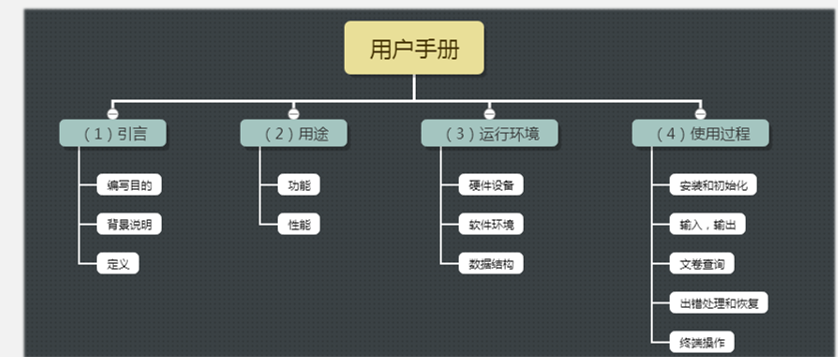 用户手册
（1）引言
编写目的
背景说明
定义
（2）用途
功能
性能
（3）运行环境
硬件设备
软件环境
数据结构
（4）使用过程
安装和初始化
输入，输出
文卷查询
出错处理和恢复
终端操作